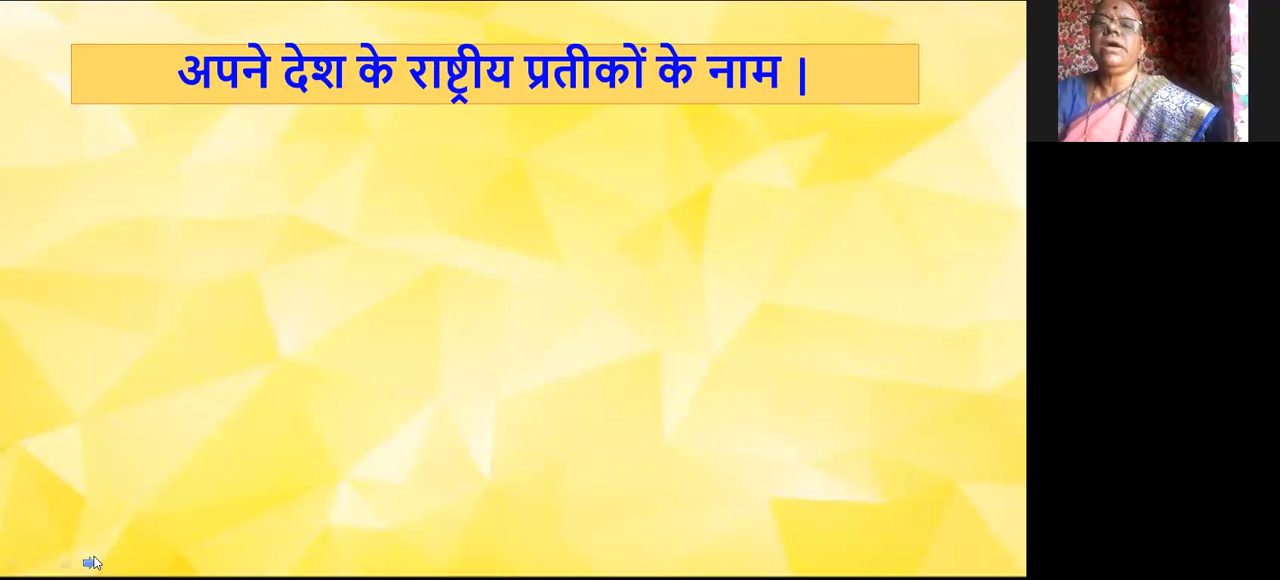 अपने देश के राष्ट्रीय प्रतीकों के नाम |